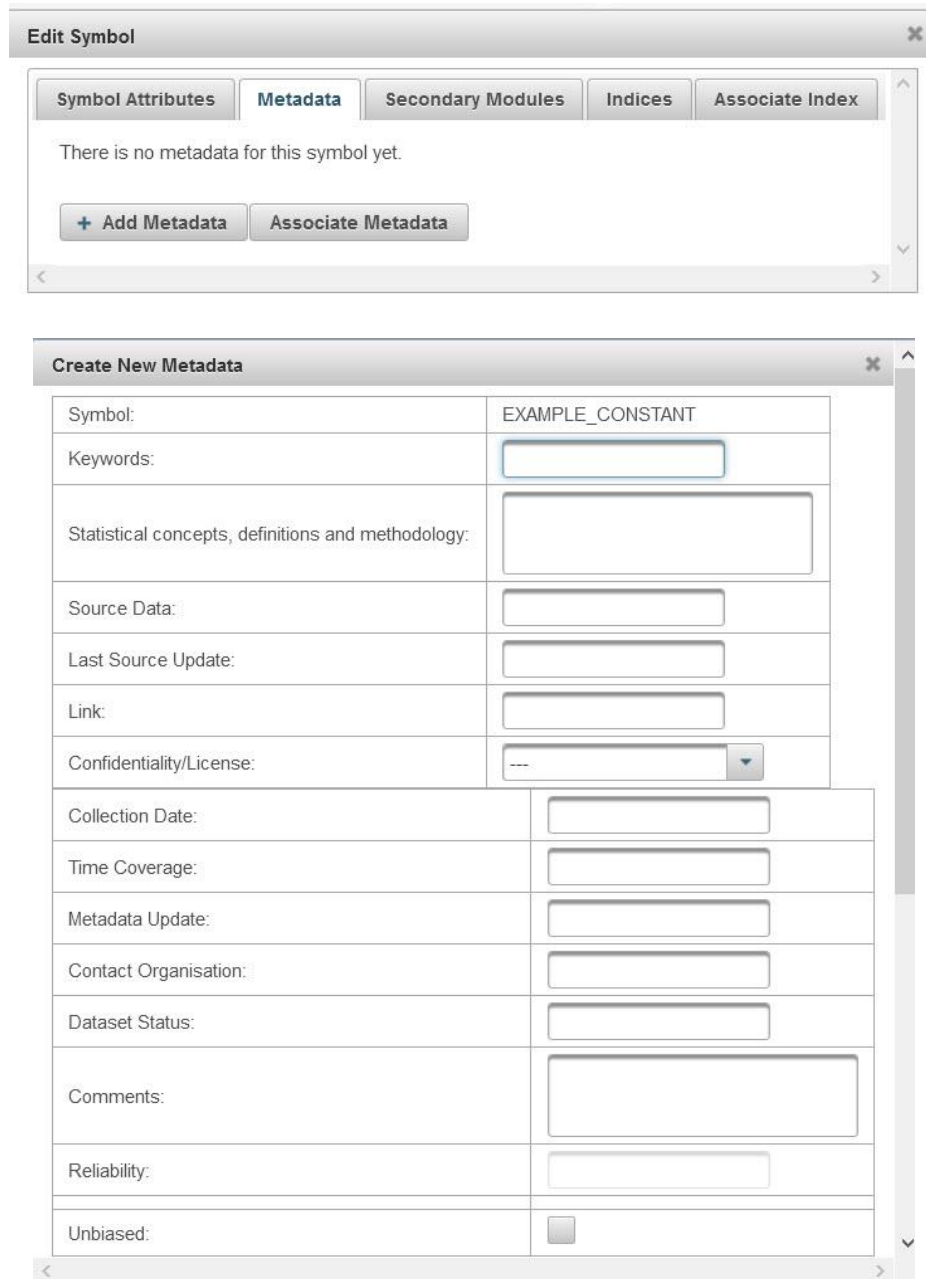 Edit Symbol
Symbol Attributes Metadata Secondary Modules Indices Associate Index
There is no metadata for this symbol yet.
+ Add Metadata Associate Metadata
Create New Metadata
Symbol: EXAMPLE_CONSTANT
Keywords:
Statistical concepts, definitions and methodology:
Source Data:
Last Source Update:
Link:
Confidentiality/License: ---
Collection Date:
Time Coverage:
Metadata Update:
Contact Organisation:
Dataset Status:
Comments:
Reliability:
Unbiased: